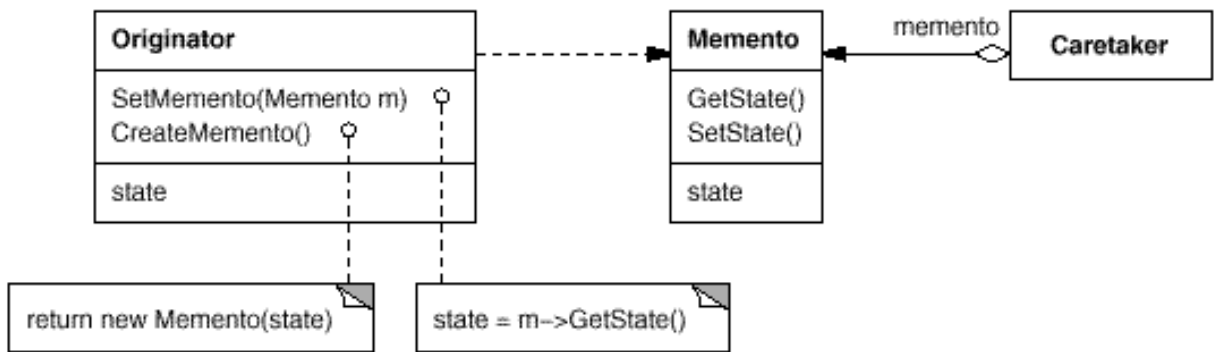 Originator
SetMemento(Memento m)
CreateMemento()
state
return new Memento(state)
state = m->GetState()
Memento
GetState()
SetState()
state
memento
Caretaker